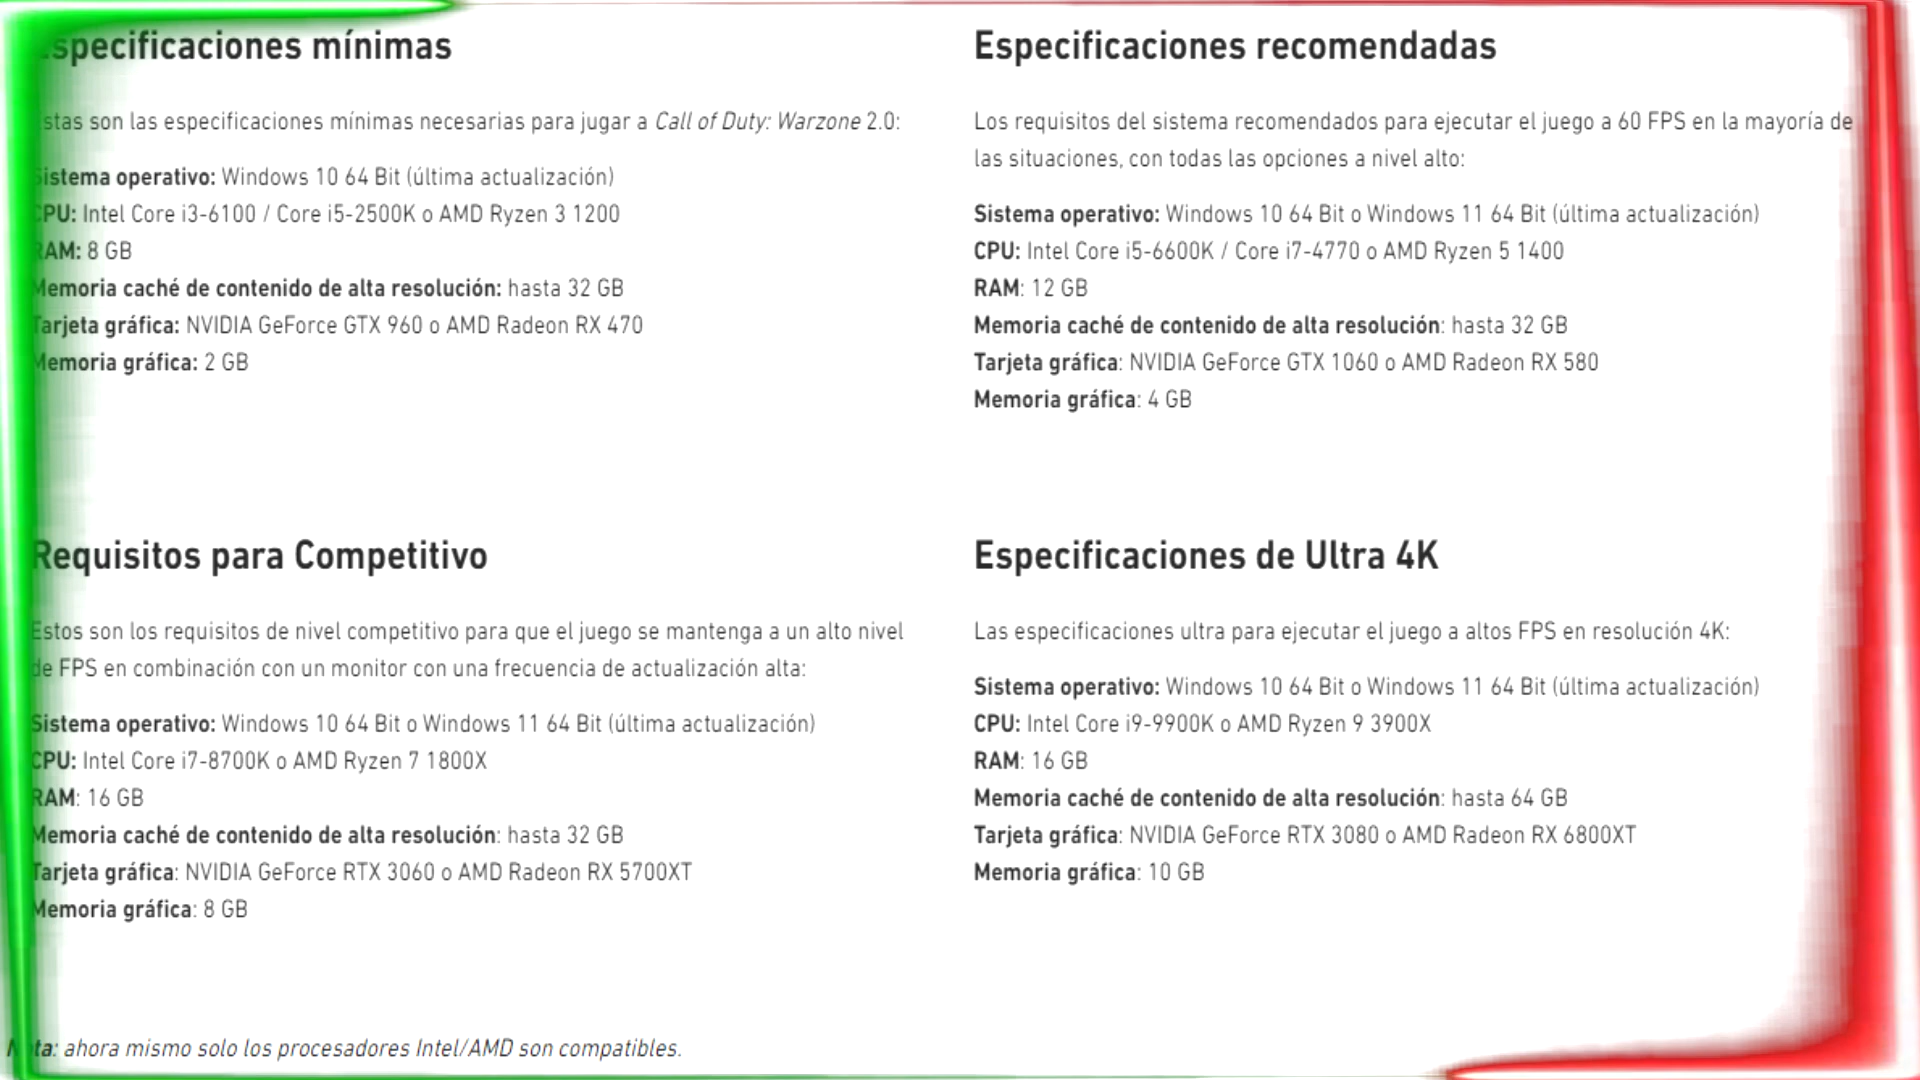 Especificaciones mínimas
Estas son las especificaciones mínimas necesarias para jugar a Call of Duty: Warzone 2.0:
Sistema operativo: Windows 10 64 Bit (última actualización)
CPU: Intel Core i3-6100 / Core i5-2500K o AMD Ryzen 3 1200
RAM: 8 GB
Memoria caché de contenido de alta resolución: hasta 32 GB
Tarjeta gráfica: NVIDIA GeForce GTX 960 o AMD Radeon RX 470
Memoria gráfica: 2 GB
Especificaciones recomendadas
Los requisitos del sistema recomendados para ejecutar el juego a 60 FPS en la mayoría de
las situaciones, con todas las opciones a nivel alto:
Sistema operativo: Windows 10 64 Bit o Windows 11 64 Bit (última actualización)
CPU: Intel Core i5-6600K / Core i7-4770 o AMD Ryzen 5 1400
RAM: 12 GB
Memoria caché de contenido de alta resolución: hasta 32 GB
Tarjeta gráfica: NVIDIA GeForce GTX 1060 o AMD Radeon RX 580
Memoria gráfica: 4 GB
Requisitos para Competitivo
Estos son los requisitos de nivel competitivo para que el juego se mantenga a un alto nivel
de FPS en combinación con un monitor con una frecuencia de actualización alta:
Sistema operativo: Windows 10 64 Bit o Windows 11 64 Bit (última actualización)
CPU: Intel Core i7-8700K o AMD Ryzen 7 1800X
RAM: 16 GB
Memoria caché de contenido de alta resolución: hasta 32 GB
Tarjeta gráfica: NVIDIA GeForce RTX 3060 o AMD Radeon RX 5700XT
Memoria gráfica: 8 GB
Especificaciones de Ultra 4K
Las especificaciones ultra para ejecutar el juego a altos FPS en resolución 4K:
Sistema operativo: Windows 10 64 Bit o Windows 11 64 Bit (última actualización)
CPU: Intel Core i9-9900K o AMD Ryzen 9 3900X
RAM: 16 GB
Memoria caché de contenido de alta resolución: hasta 64 GB
Tarjeta gráfica: NVIDIA GeForce RTX 3080 o AMD Radeon RX 6800XT
Memoria gráfica: 10 GB
Nota: ahora mismo solo los procesadores Intel/AMD son compatibles.